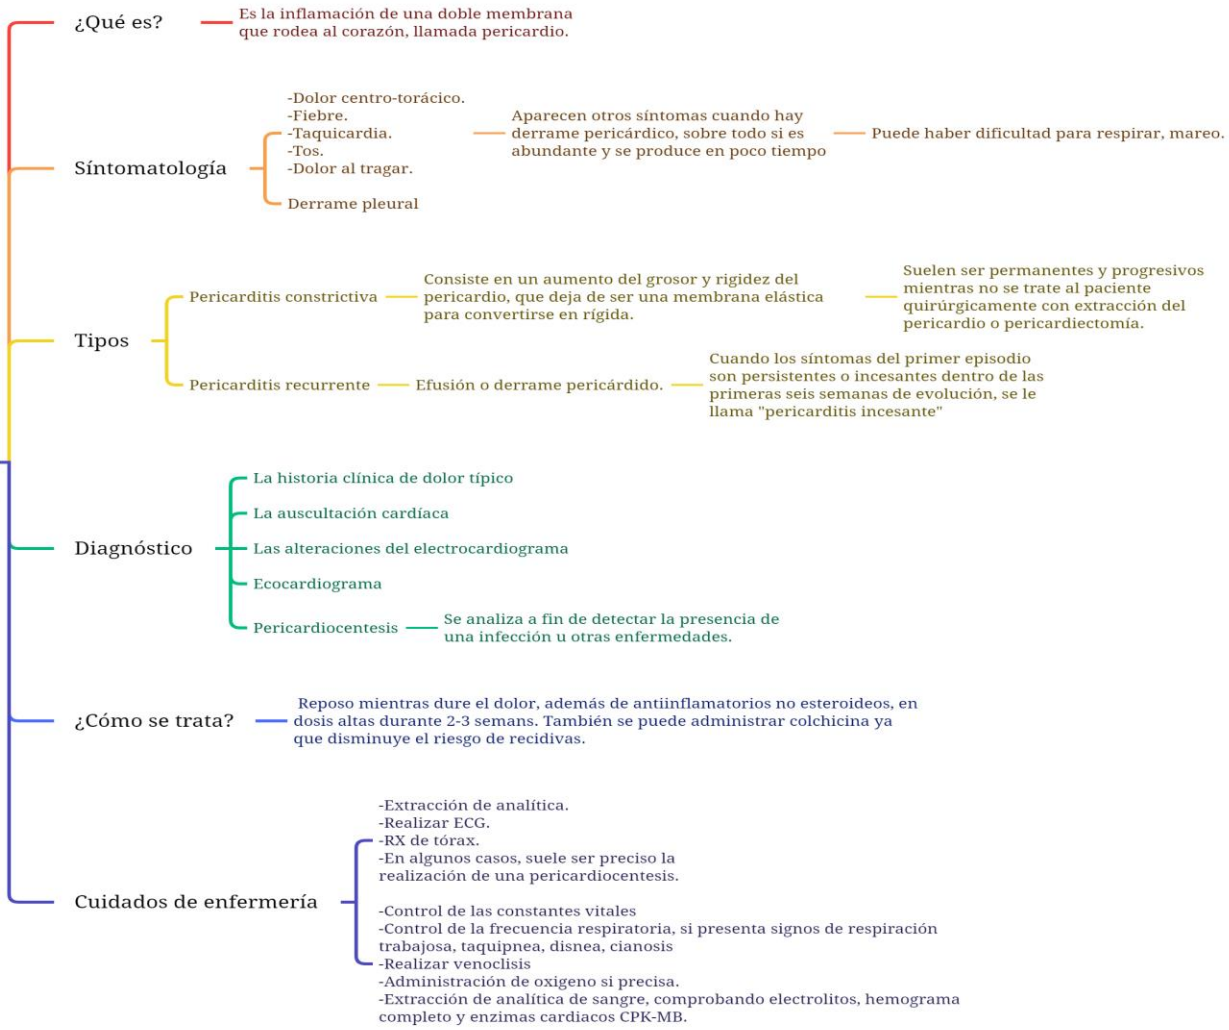 ¿Qué es?
Es la inflamación de una doble membrana
que rodea al corazón, llamada pericardio.
Síntomatología
-Dolor centro-torácico.
-Fiebre.
-Taquicardia.
-Tos.
-Dolor al tragar.
Aparecen otros síntomas cuando hay
derrame pericárdico, sobre todo si es
abundante y se produce en poco tiempo
Puede haber dificultad para respirar, mareo.
Derrame pleural
Tipos
Pericarditis constrictiva
Consiste en un aumento del grosor y rigidez del
pericardio, que deja de ser una membrana elástica
para convertirse en rígida.
Suelen ser permanentes y progresivos
mientras no se trate al paciente
quirúrgicamente con extracción del
pericardio o pericardiectomía.
Pericarditis recurrente
Efusión o derrame pericárdido.
Cuando los síntomas del primer episodio
son persistentes o incesantes dentro de las
primeras seis semanas de evolución, se le
llama "pericarditis incesante"
Diagnóstico
La historia clínica de dolor típico
La auscultación cardíaca
Las alteraciones del electrocardiograma
Ecocardiograma
Pericardiocentesis
Se analiza a fin de detectar la presencia de
una infección u otras enfermedades.
¿Cómo se trata?
Reposo mientras dure el dolor, además de antiinflamatorios no esteroideos, en
dosis altas durante 2-3 semans. También se puede administrar colchicina ya
que disminuye el riesgo de recidivas.
Cuidados de enfermería
-Extracción de analítica.
-Realizar ECG.
-RX de tórax.
-En algunos casos, suele ser preciso la
realización de una pericardiocentesis.
-Control de las constantes vitales
-Control de la frecuencia respiratoria, si presenta signos de respiración
trabajosa, taquipnea, disnea, cianosis
-Realizar venoclisis
-Administración de oxigeno si precisa.
-Extracción de analítica de sangre, comprobando electrolitos, hemograma
completo y enzimas cardiacos CPK-MB.